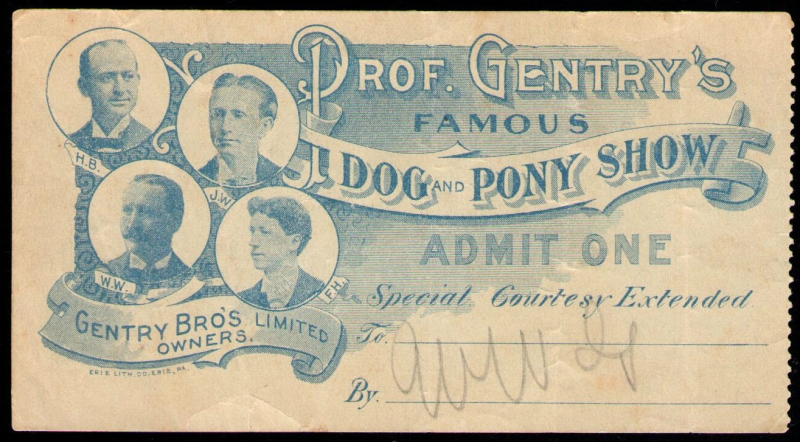 PROF. GENTRY'S
FAMOUS
DOG AND PONY SHOW
ADMIT ONE
Special Courtesy Extended
To
By
H.B.
J.W.
W.W.
F.H.
GENTRY BRO'S LIMITED
OWNERS.
ERIE LITH. CO. ERIE, PA.